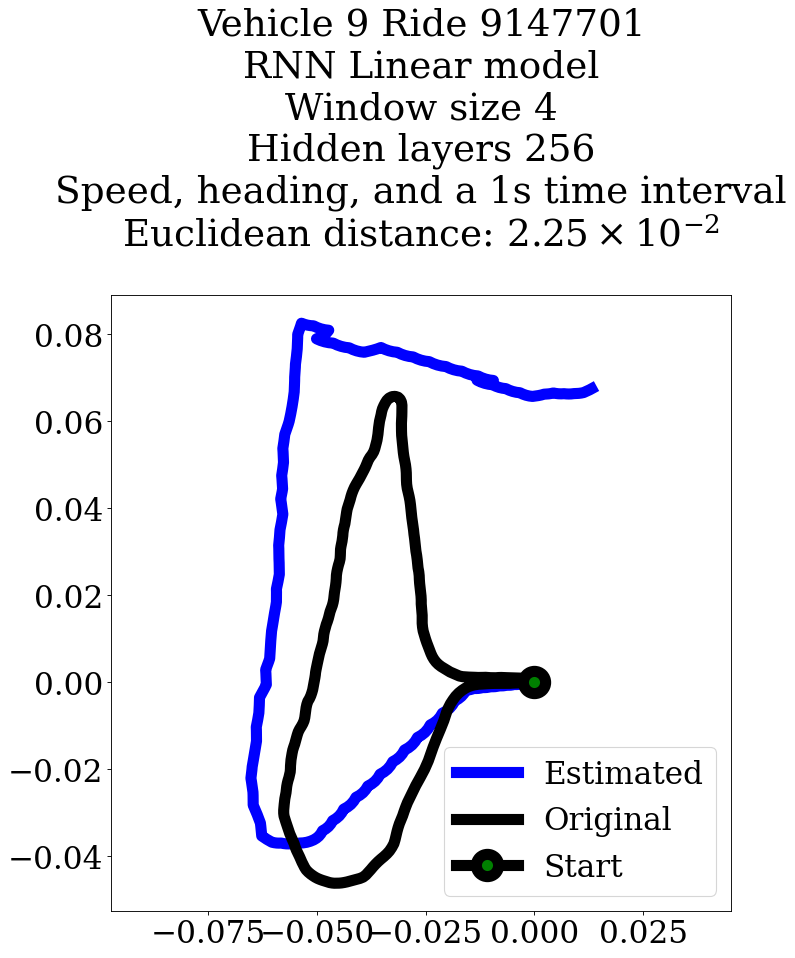 Vehicle 9 Ride 9147701
RNN Linear model
Window size 4
Hidden layers 256
Speed, heading, and a 1s time interval
Euclidean distance: 2.25 × 10⁻²
0.08
0.06
0.04
0.02
0.00
−0.02
−0.04
Estimated
Original
Start
−0.075 −0.050 −0.025 0.000 0.025